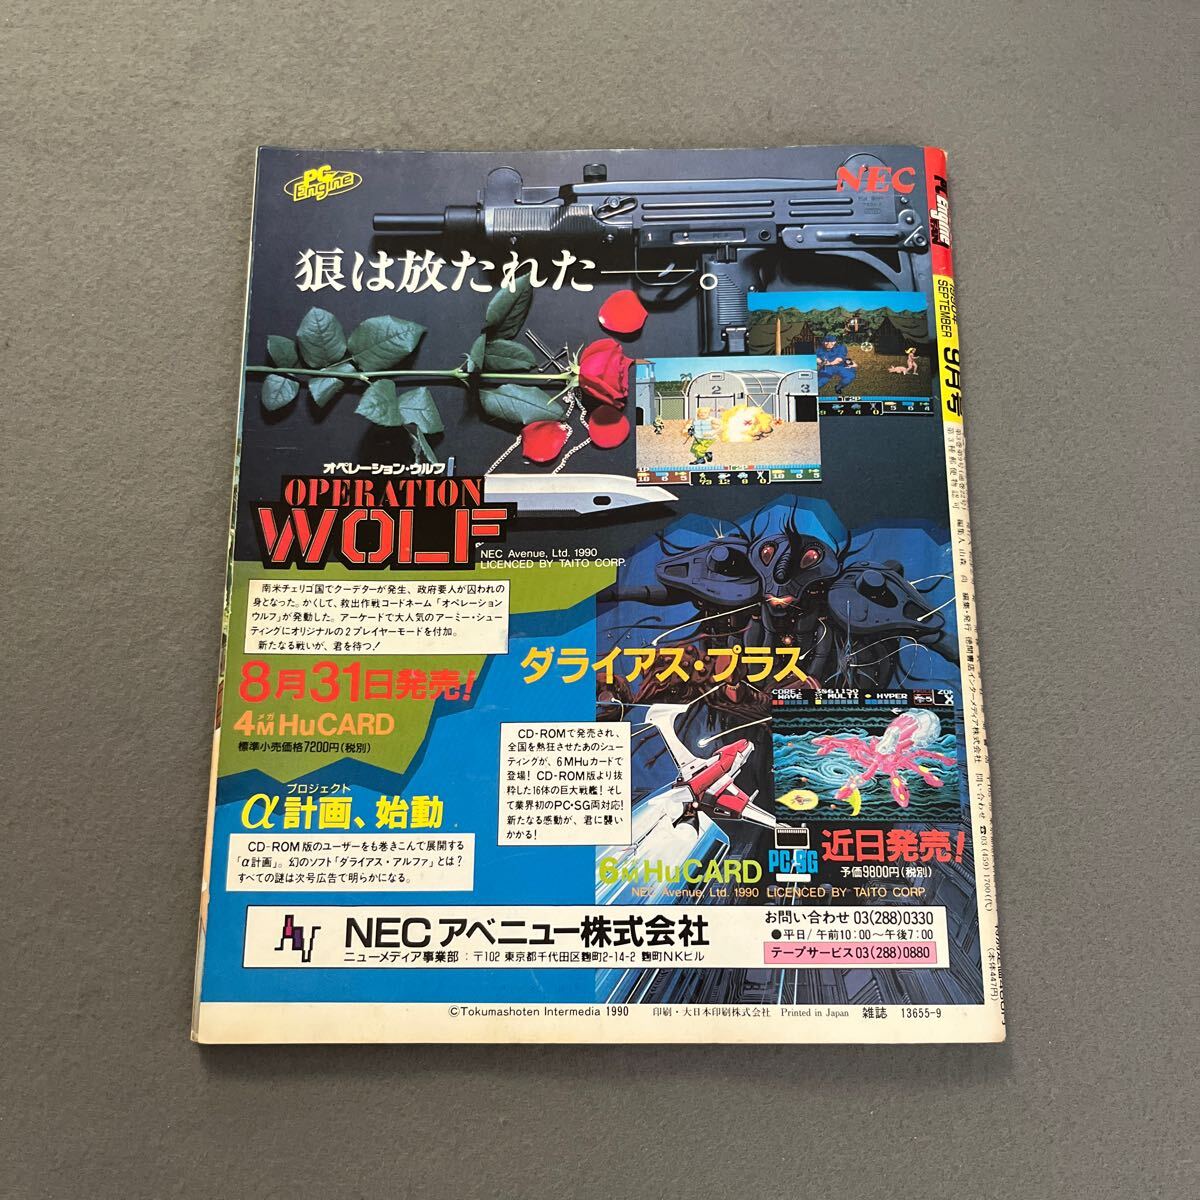 PC Engine
NEC
狼は放たれた
オペレーション・ウルフ
OPERATION
WOLF
NEC Avenue, Ltd. 1990
LICENCED BY TAITO CORP.
南米チェリゴ国でクーデターが発生、政府要人が囚われの
身となった。かくして、救出作戦コードネーム「オペレーション
ウルフ」が発動した。アーケードで大人気のアーミー・シュー
ティングにオリジナルの2プレイヤーモードを付加。
新たなる戦いが、君を待つ!
8月31日発売!
4メガM HuCARD
標準小売価格7200円(税別)
ダライアス・プラス
CD-ROMで発売され、
全国を熱狂させたあのシュー
ティングが、6MHuカードで
登場! CD-ROM版より抜
粋した16体の巨大戦艦! そし
て業界初のPC・SG両対応!
新たなる感動が、君に襲い
かかる!
プロジェクト
α計画、始動
CD-ROM版のユーザーをも巻きこんで展開する
「α計画」。幻のソフト「ダライアス・アルファ」とは?
すべての謎は次号広告で明らかになる。
6M HuCARD
PC-SG
近日発売!
予価9800円(税別)
NEC Avenue, Ltd. 1990 LICENCED BY TAITO CORP.
NECアベニュー株式会社
ニューメディア事業部:〒102 東京都千代田区麴町2-14-2 麴町NKビル
お問い合わせ 03(288)0330
●平日/午前10:00〜午後7:00
テープサービス03(288)0880
©Tokumashoten Intermedia 1990
印刷・大日本印刷株式会社 Printed in Japan
雑誌 13655-9
PC Engine FAN
1990年
SEPTEMBER
9月号
(本体447円)